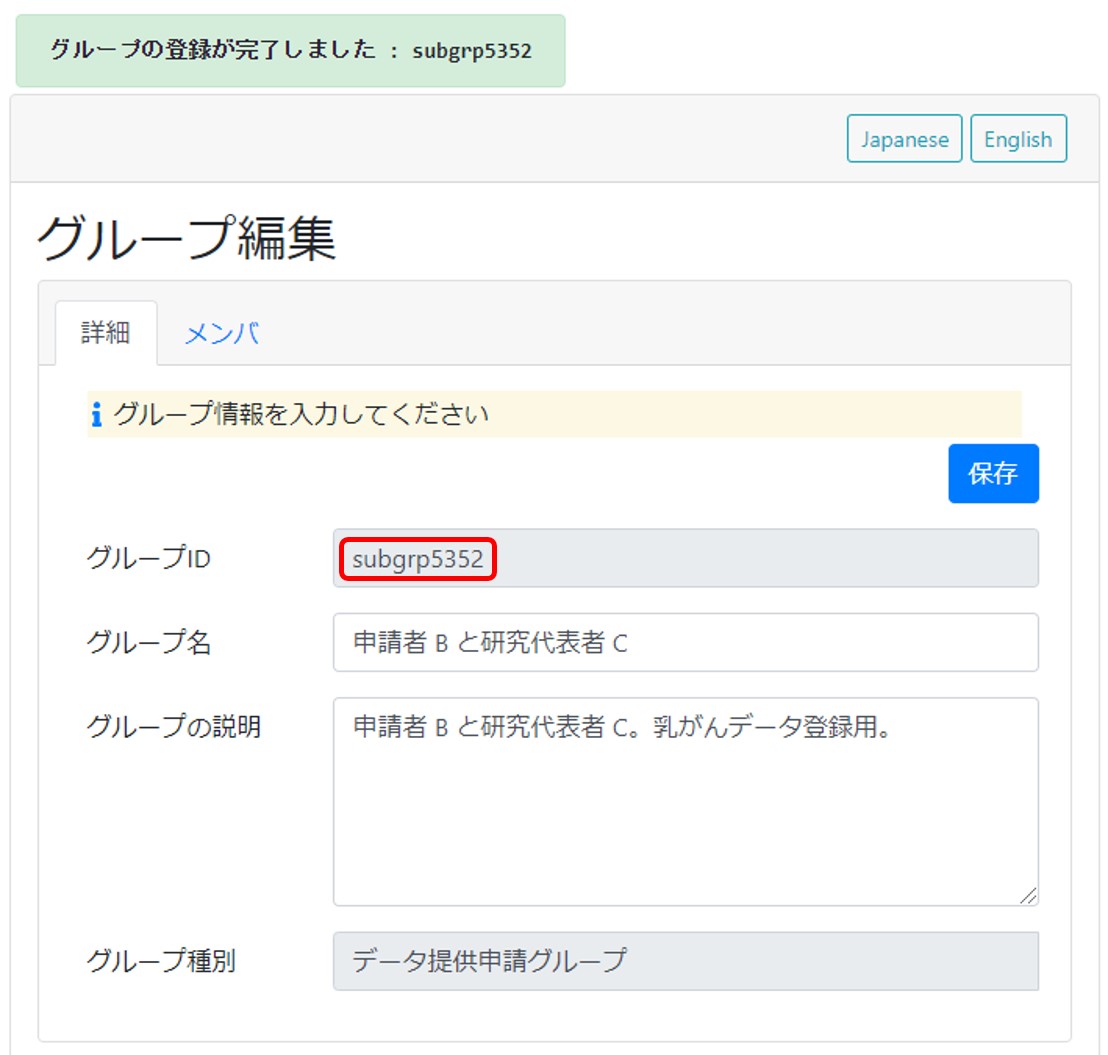 グループの登録が完了しました : subgrp5352
Japanese English
グループ編集
詳細 メンバ
グループ情報を入力してください
保存
グループID subgrp5352
グループ名 申請者 B と研究代表者 C
グループの説明 申請者 B と研究代表者 C。乳がんデータ登録用。
グループ種別 データ提供申請グループ